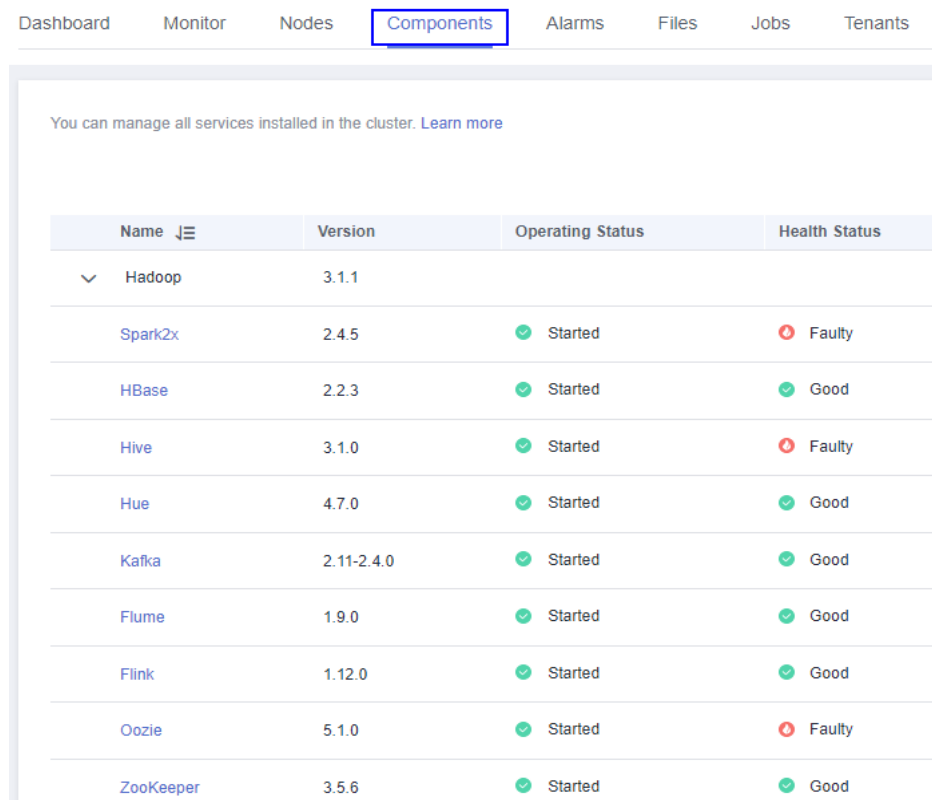 Dashboard Monitor Nodes Components Alarms Files Jobs Tenants
You can manage all services installed in the cluster. Learn more
Name Version Operating Status Health Status
Hadoop 3.1.1
Spark2x 2.4.5 Started Faulty
HBase 2.2.3 Started Good
Hive 3.1.0 Started Faulty
Hue 4.7.0 Started Good
Kafka 2.11-2.4.0 Started Good
Flume 1.9.0 Started Good
Flink 1.12.0 Started Good
Oozie 5.1.0 Started Faulty
ZooKeeper 3.5.6 Started Good